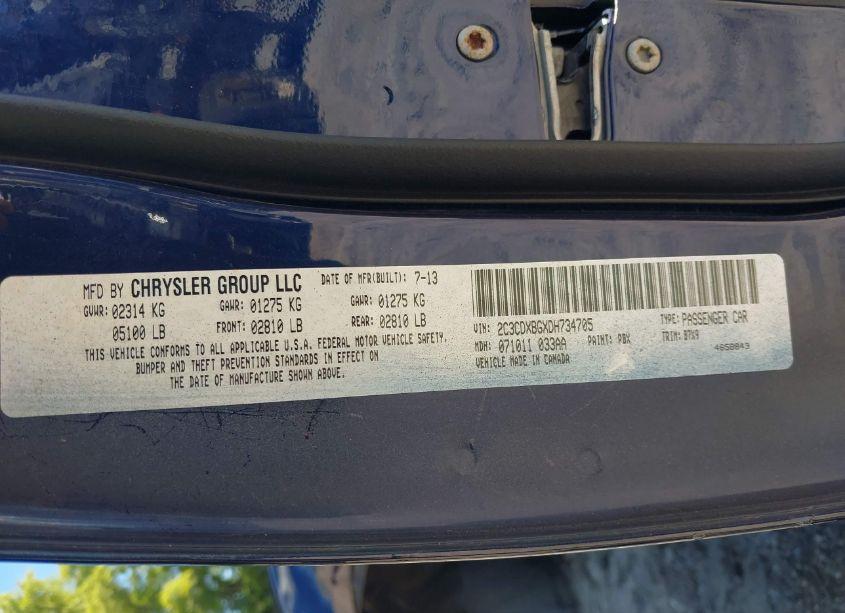 MFD BY CHRYSLER GROUP LLC DATE OF MFR(BUILT): 7-13
GVWR: 02314 KG GAWR: 01275 KG GAWR: 01275 KG
05100 LB FRONT: 02810 LB REAR: 02810 LB
THIS VEHICLE CONFORMS TO ALL APPLICABLE U.S.A. FEDERAL MOTOR VEHICLE SAFETY,
BUMPER AND THEFT PREVENTION STANDARDS IN EFFECT ON
THE DATE OF MANUFACTURE SHOWN ABOVE.
VIN: 2C3CDXBGXDH734705 TYPE: PASSENGER CAR
MDH: 071011 033AA PAINT: PBX TRIM: B7X9
VEHICLE MADE IN CANADA 4658843